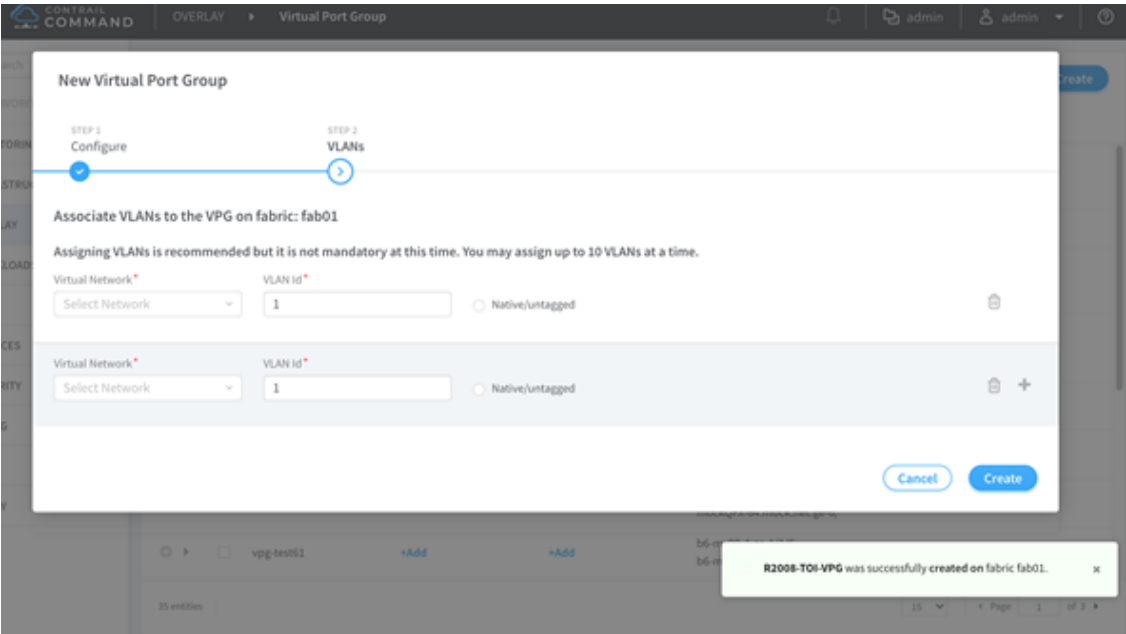 CONTRAIL
COMMAND
OVERLAY
Virtual Port Group
admin
admin
Create
New Virtual Port Group
STEP 1
Configure
STEP 2
VLANs
Associate VLANs to the VPG on fabric: fab01
Assigning VLANs is recommended but it is not mandatory at this time. You may assign up to 10 VLANs at a time.
Virtual Network* VLAN Id*
Select Network 1 Native/untagged
Virtual Network* VLAN Id*
Select Network 1 Native/untagged
Cancel Create
vpg-test61 +Add +Add
R2008-TOI-VPG was successfully created on fabric fab01.
35 entities 15 Page 1 of 3